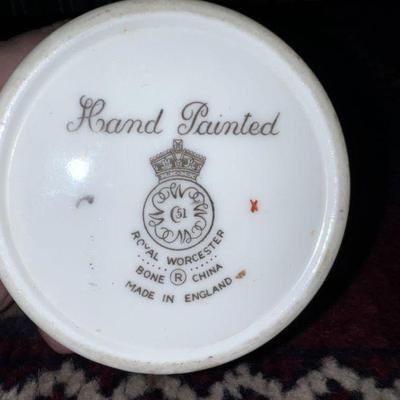 Hand Painted
C 51
ROYAL WORCESTER
BONE ® CHINA
MADE IN ENGLAND
x